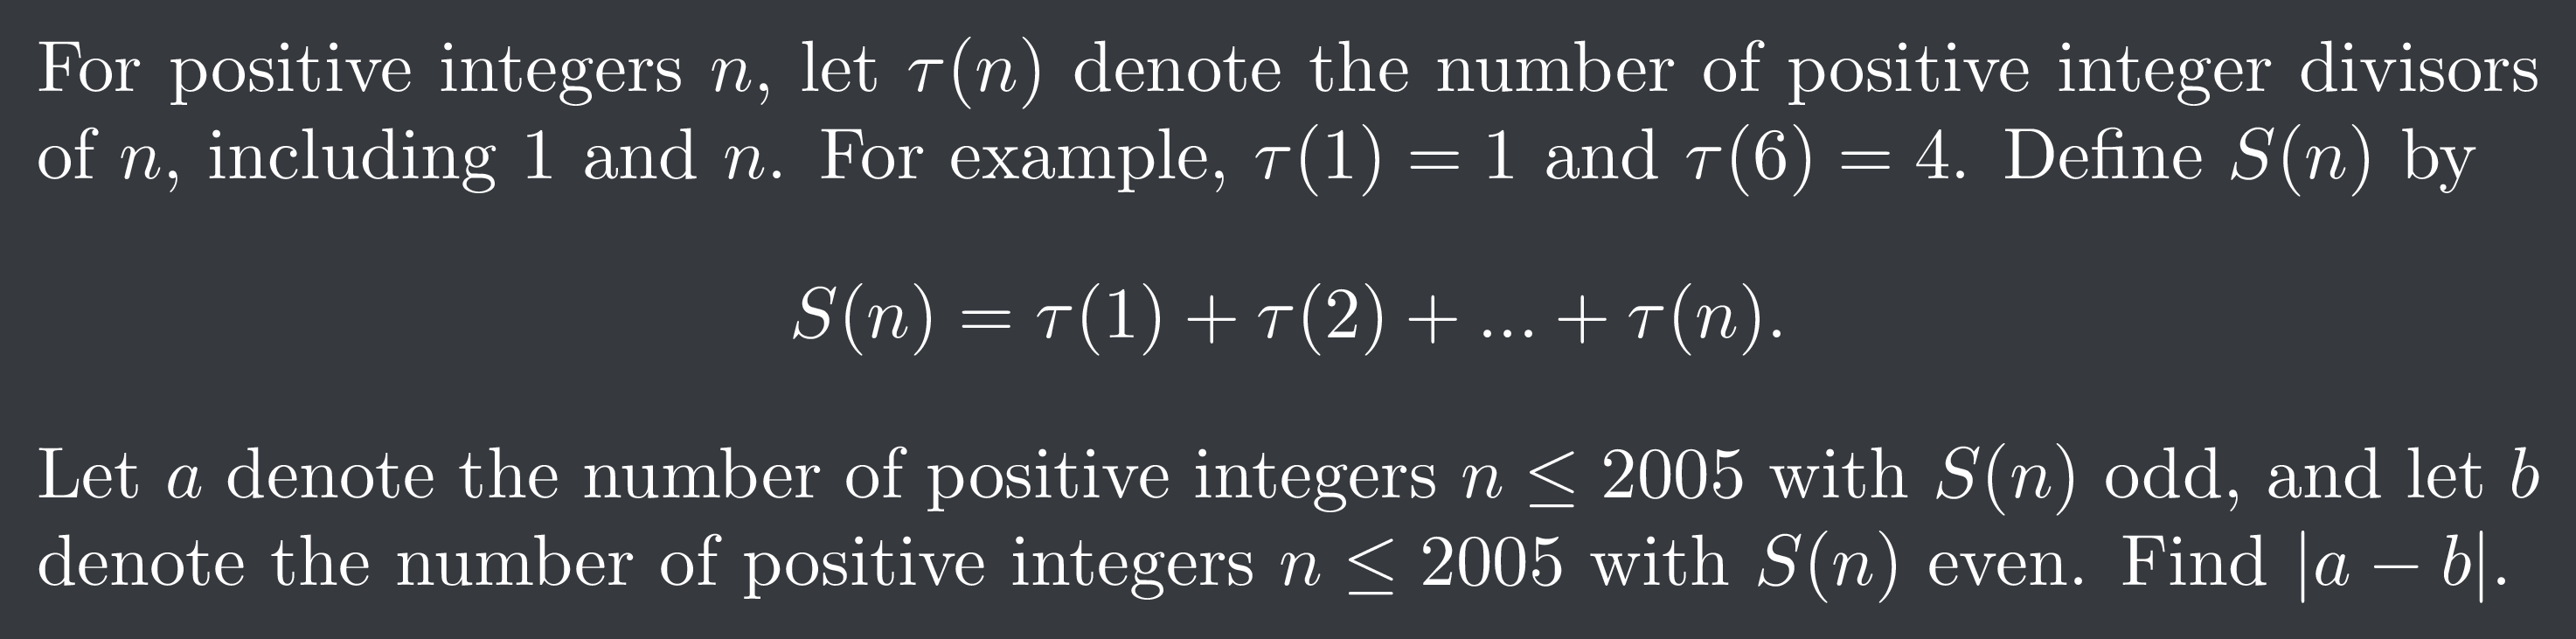 For positive integers n, let τ(n) denote the number of positive integer divisors
of n, including 1 and n. For example, τ(1) = 1 and τ(6) = 4. Define S(n) by
S(n) = τ(1) + τ(2) + ... + τ(n).
Let a denote the number of positive integers n ≤ 2005 with S(n) odd, and let b
denote the number of positive integers n ≤ 2005 with S(n) even. Find |a − b|.